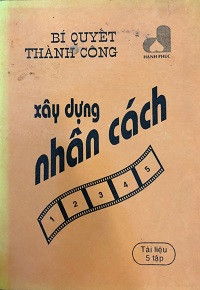 BÍ QUYẾT
THÀNH CÔNG
HẠNH PHÚC
xây dựng
nhân cách
1 2 3 4 5
Tài liệu
5 tập